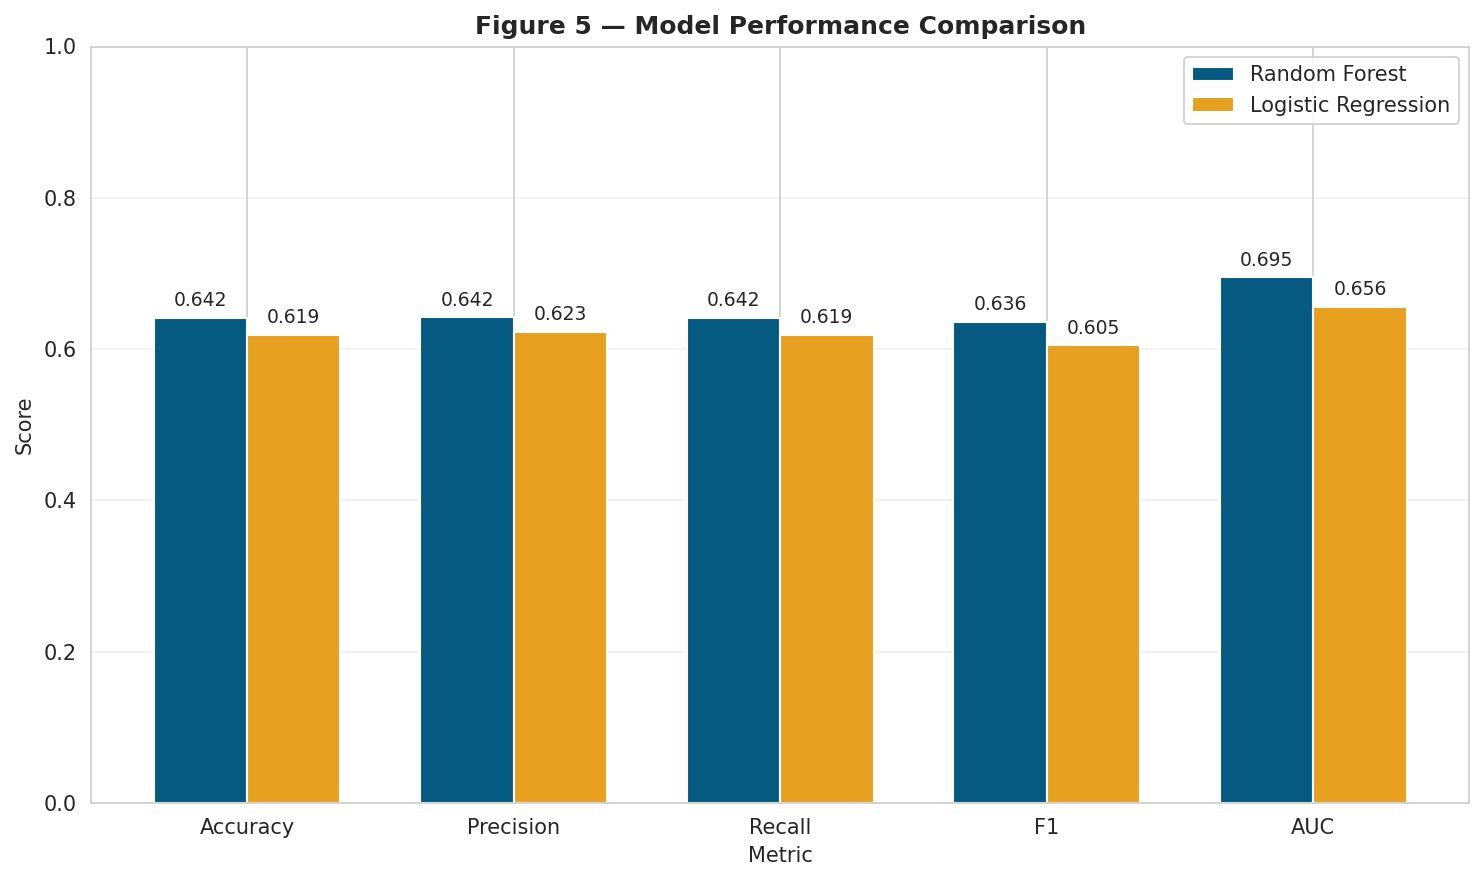 Figure 5 — Model Performance Comparison
Random Forest
Logistic Regression
1.0
0.8
0.6
0.4
0.2
0.0
Score
0.642
0.619
0.642
0.623
0.642
0.619
0.636
0.605
0.695
0.656
Accuracy
Precision
Recall
F1
AUC
Metric